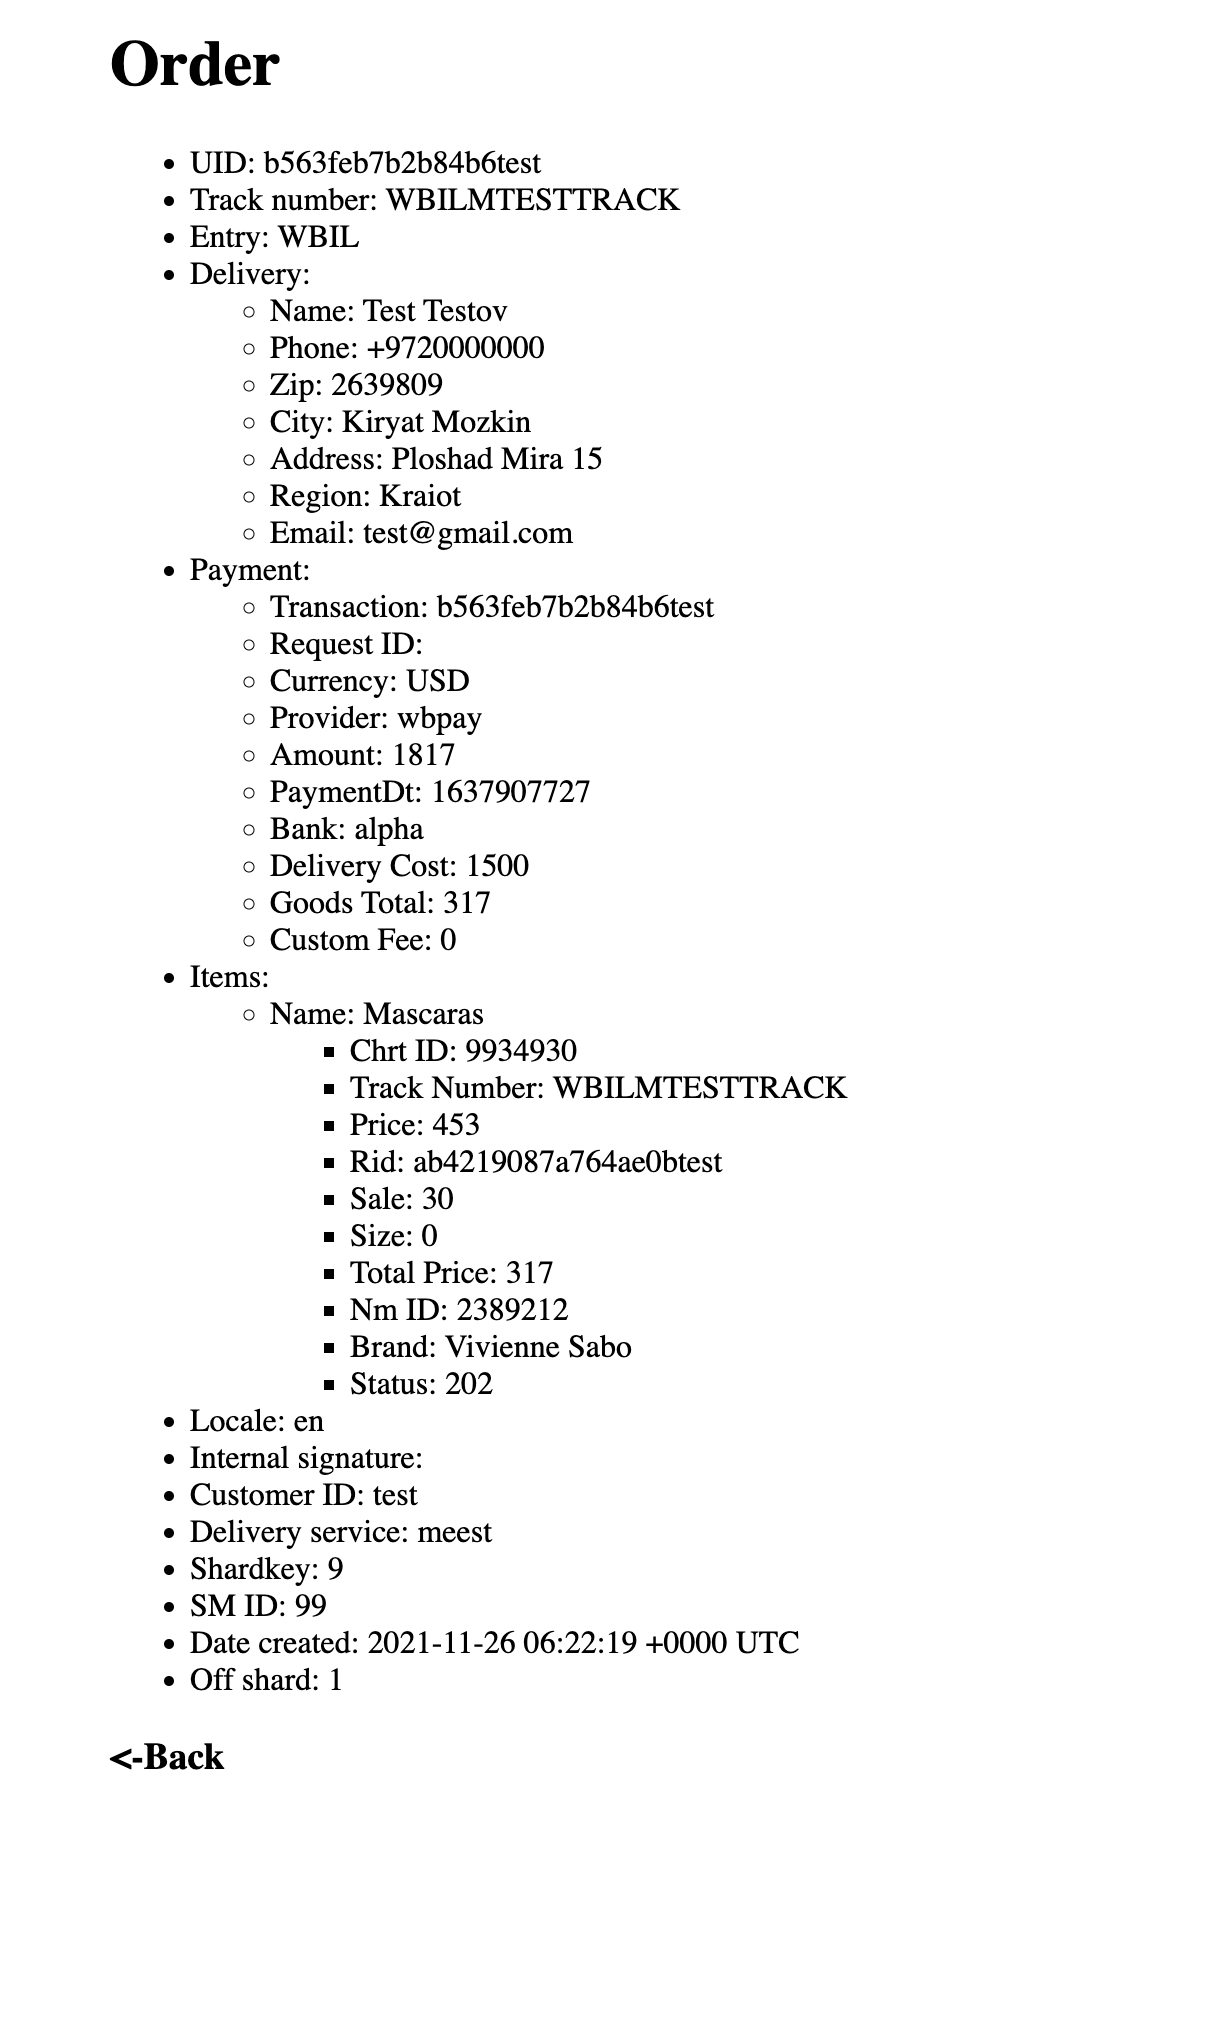 Order
UID: b563feb7b2b84b6test
Track number: WBILMTESTTRACK
Entry: WBIL
Delivery:
Name: Test Testov
Phone: +9720000000
Zip: 2639809
City: Kiryat Mozkin
Address: Ploshad Mira 15
Region: Kraiot
Email: test@gmail.com
Payment:
Transaction: b563feb7b2b84b6test
Request ID:
Currency: USD
Provider: wbpay
Amount: 1817
PaymentDt: 1637907727
Bank: alpha
Delivery Cost: 1500
Goods Total: 317
Custom Fee: 0
Items:
Name: Mascaras
Chrt ID: 9934930
Track Number: WBILMTESTTRACK
Price: 453
Rid: ab4219087a764ae0btest
Sale: 30
Size: 0
Total Price: 317
Nm ID: 2389212
Brand: Vivienne Sabo
Status: 202
Locale: en
Internal signature:
Customer ID: test
Delivery service: meest
Shardkey: 9
SM ID: 99
Date created: 2021-11-26 06:22:19 +0000 UTC
Off shard: 1
<-Back